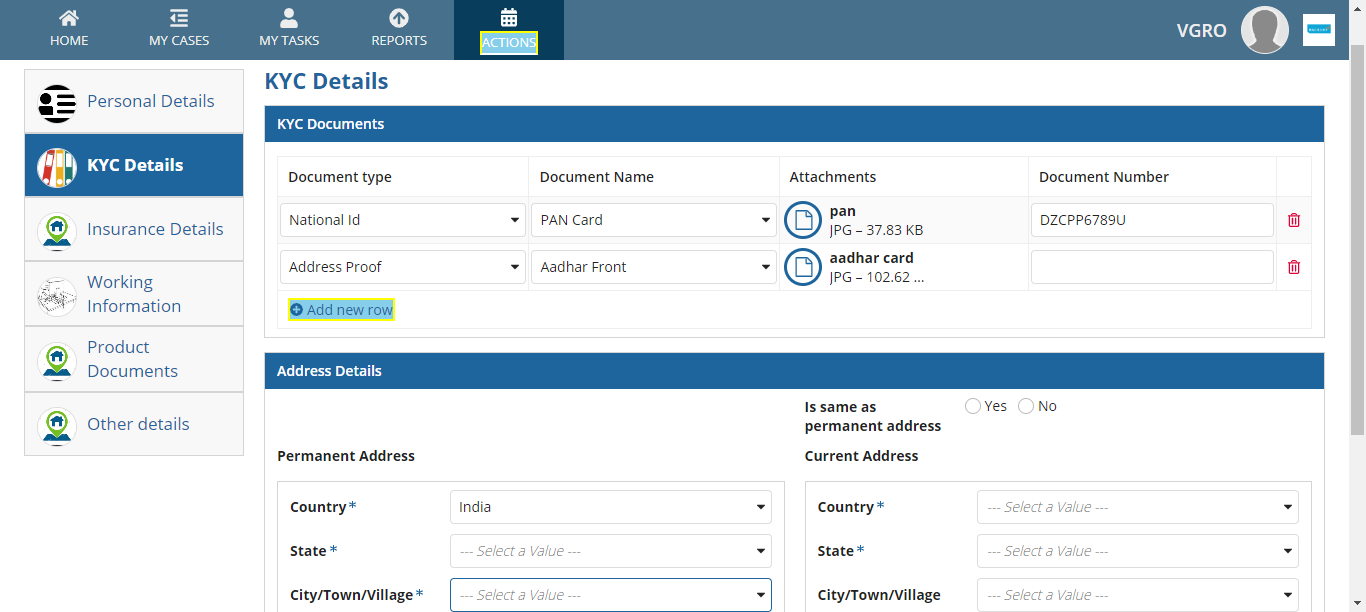 HOME
MY CASES
MY TASKS
REPORTS
ACTIONS
VGRO
Personal Details
KYC Details
Insurance Details
Working
Information
Product
Documents
Other details
KYC Details
KYC Documents
Document type Document Name Attachments Document Number
National Id PAN Card pan DZCPP6789U
JPG – 37.83 KB
Address Proof Aadhar Front aadhar card
JPG – 102.62 ...
Add new row
Address Details
Is same as Yes No
permanent address
Permanent Address
Country * India
State * --- Select a Value ---
City/Town/Village * --- Select a Value ---
Current Address
Country * --- Select a Value ---
State * --- Select a Value ---
City/Town/Village --- Select a Value ---